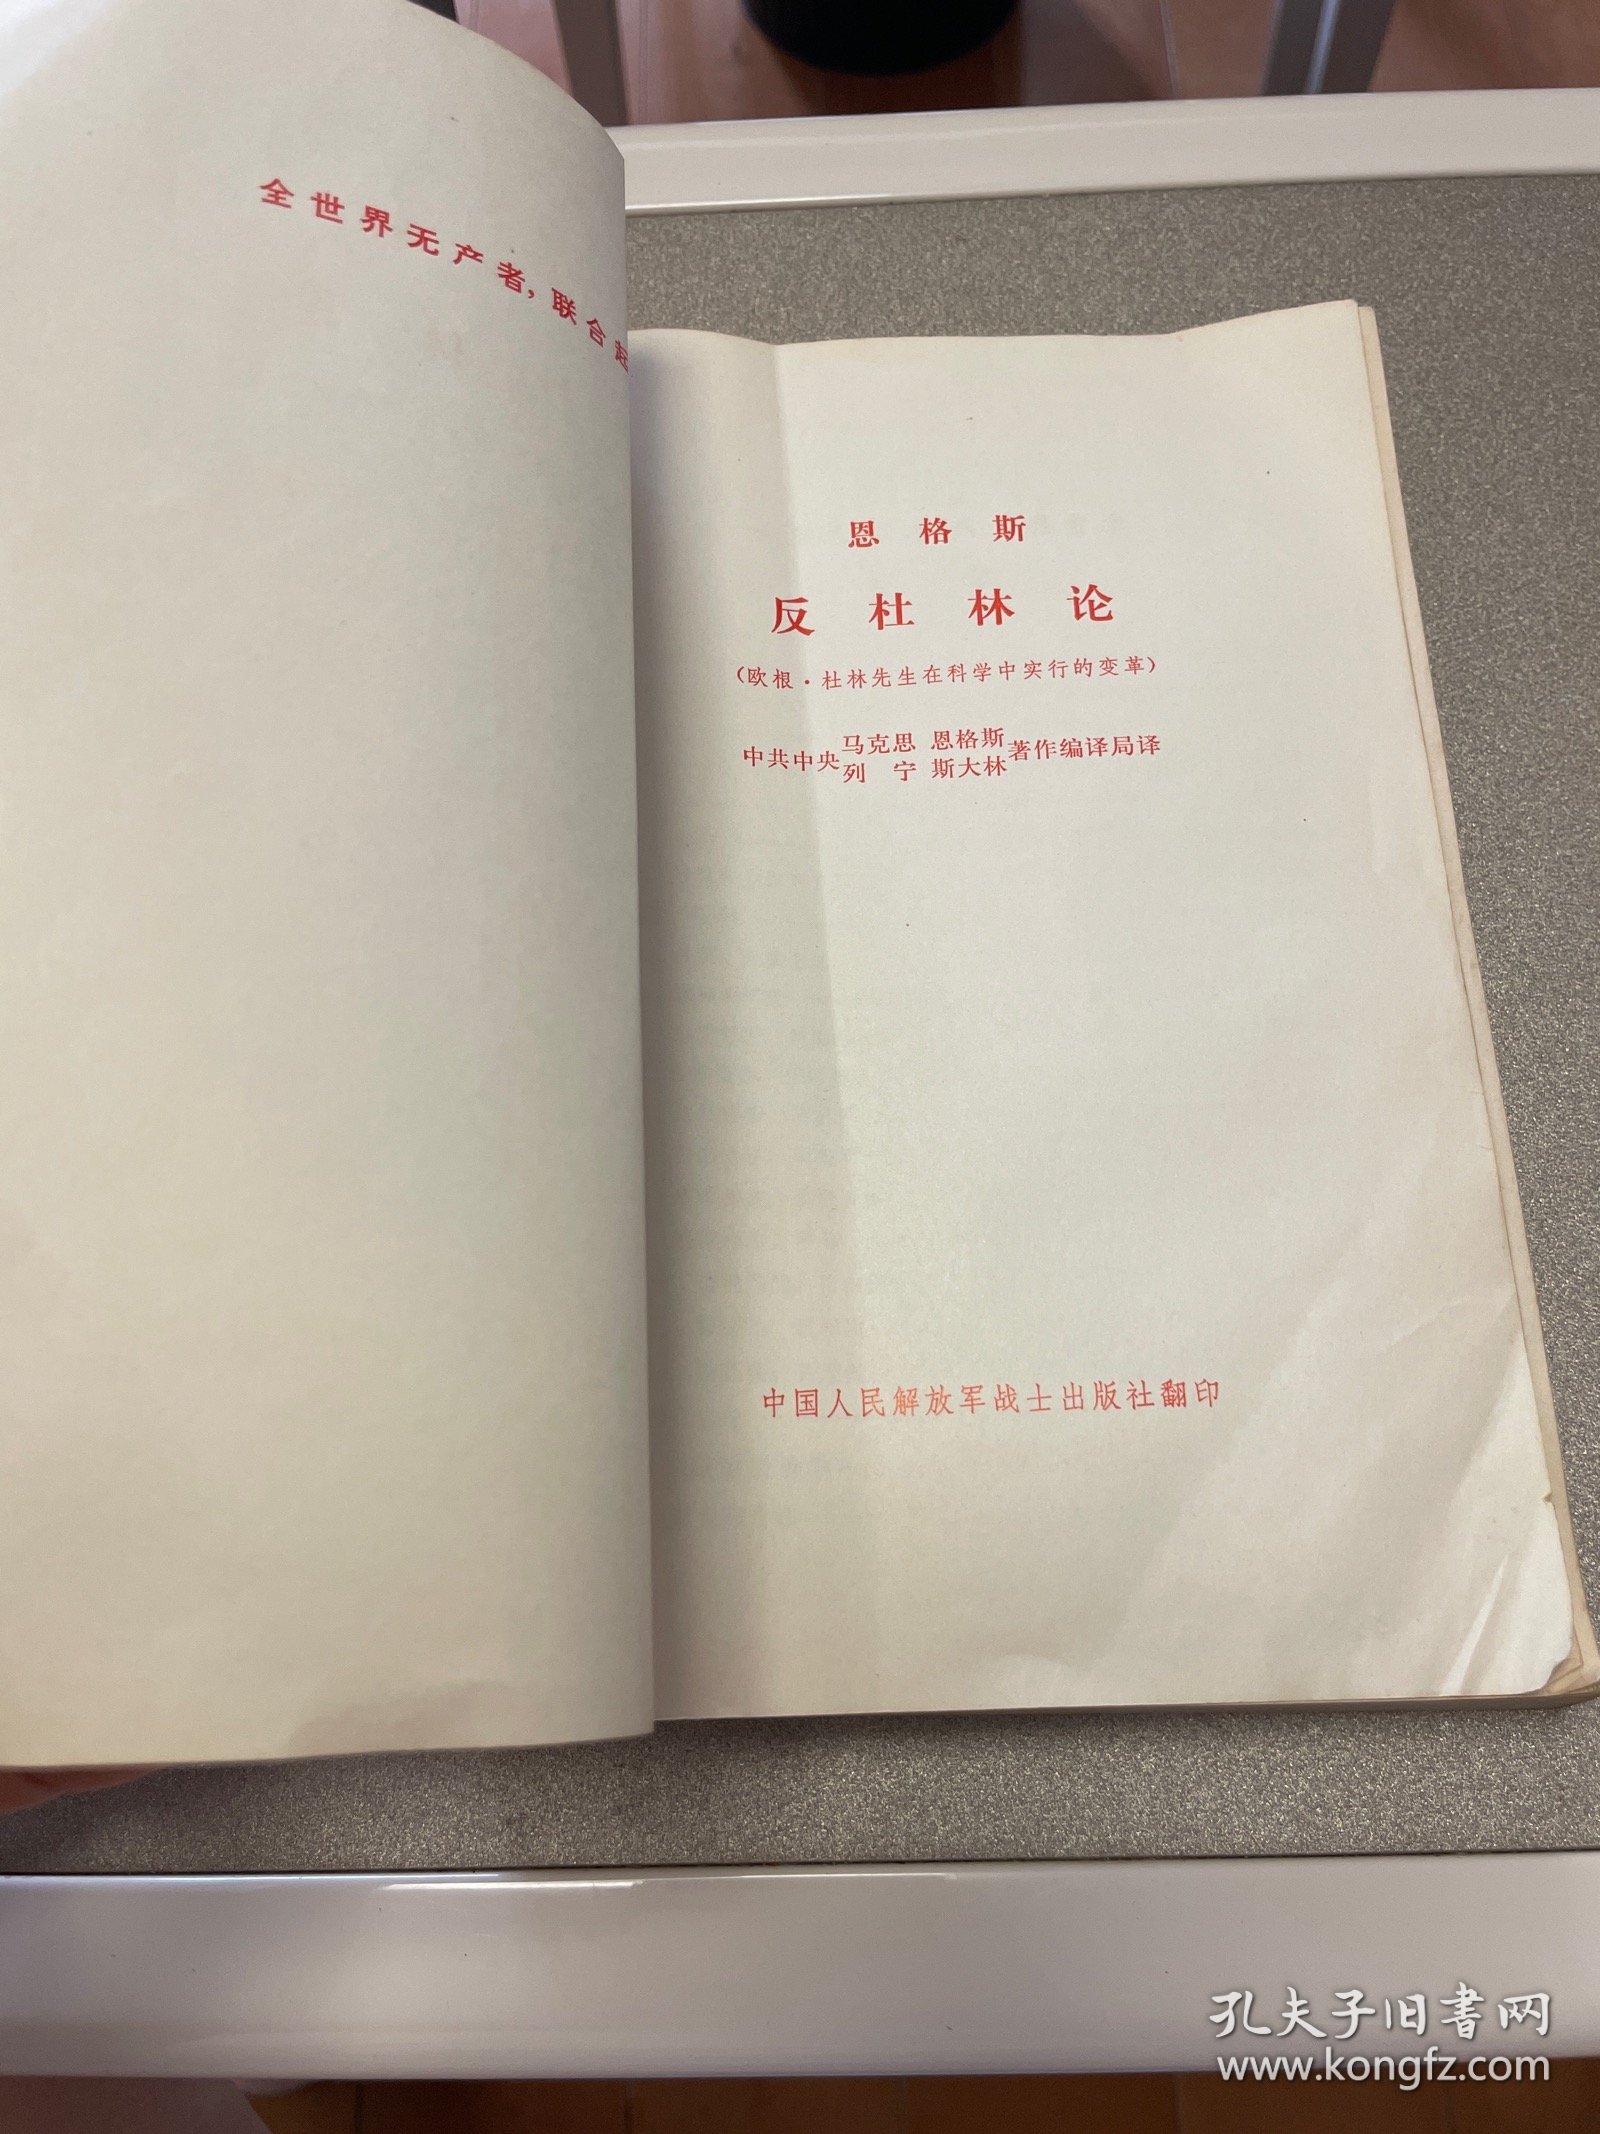 全世界无产者，联合起
恩格斯
反杜林论
（欧根·杜林先生在科学中实行的变革）
中共中央马克思 恩格斯列宁 斯大林著作编译局译
中国人民解放军战士出版社翻印
孔夫子旧书网
www.kongfz.com